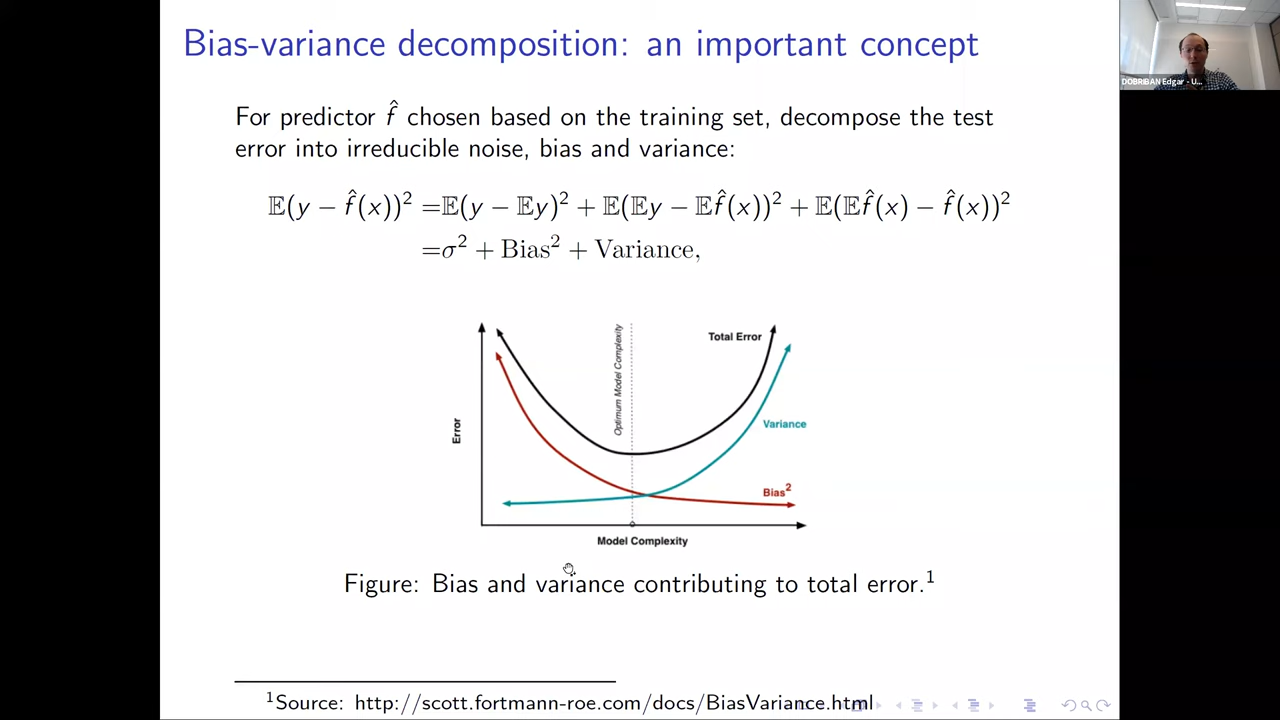 Bias-variance decomposition: an important concept
DOBRIBAN Edgar - U...
For predictor f̂ chosen based on the training set, decompose the test
error into irreducible noise, bias and variance:
𝔼(y − f̂(x))² =𝔼(y − 𝔼y)² + 𝔼(𝔼y − 𝔼f̂(x))² + 𝔼(𝔼f̂(x) − f̂(x))²
=σ² + Bias² + Variance,
Total Error
Optimum Model Complexity
Variance
Error
Bias²
Model Complexity
Figure: Bias and variance contributing to total error.¹
¹Source: http://scott.fortmann-roe.com/docs/BiasVariance.html